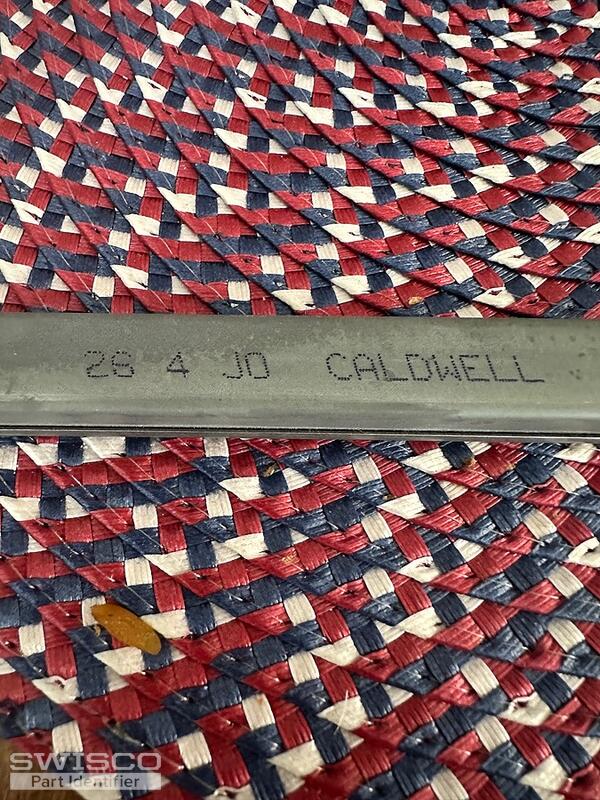 26 4 JO CALDWELL
SWISCO
Part Identifier